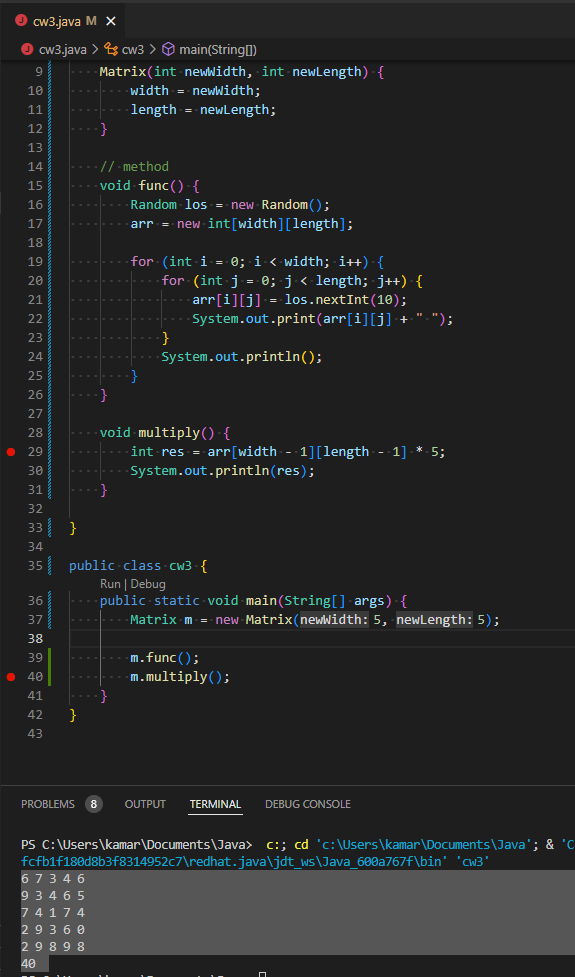 cw3.java M
cw3.java > cw3 > main(String[])
9 Matrix(int newWidth, int newLength) {
10 width = newWidth;
11 length = newLength;
12 }
13
14 // method
15 void func() {
16 Random los = new Random();
17 arr = new int[width][length];
18
19 for (int i = 0; i < width; i++) {
20 for (int j = 0; j < length; j++) {
21 arr[i][j] = los.nextInt(10);
22 System.out.print(arr[i][j] + " ");
23 }
24 System.out.println();
25 }
26 }
27
28 void multiply() {
29 int res = arr[width - 1][length - 1] * 5;
30 System.out.println(res);
31 }
32
33 }
34
35 public class cw3 {
Run | Debug
36 public static void main(String[] args) {
37 Matrix m = new Matrix(newWidth: 5, newLength: 5);
38
39 m.func();
40 m.multiply();
41 }
42 }
43
PROBLEMS 8 OUTPUT TERMINAL DEBUG CONSOLE
PS C:\Users\kamar\Documents\Java> c:; cd 'c:\Users\kamar\Documents\Java'; & 'C
fcfb1f180d8b3f8314952c7\redhat.java\jdt_ws\Java_600a767f\bin' 'cw3'
6 7 3 4 6
9 3 4 6 5
7 4 1 7 4
2 9 3 6 0
2 9 8 9 8
40